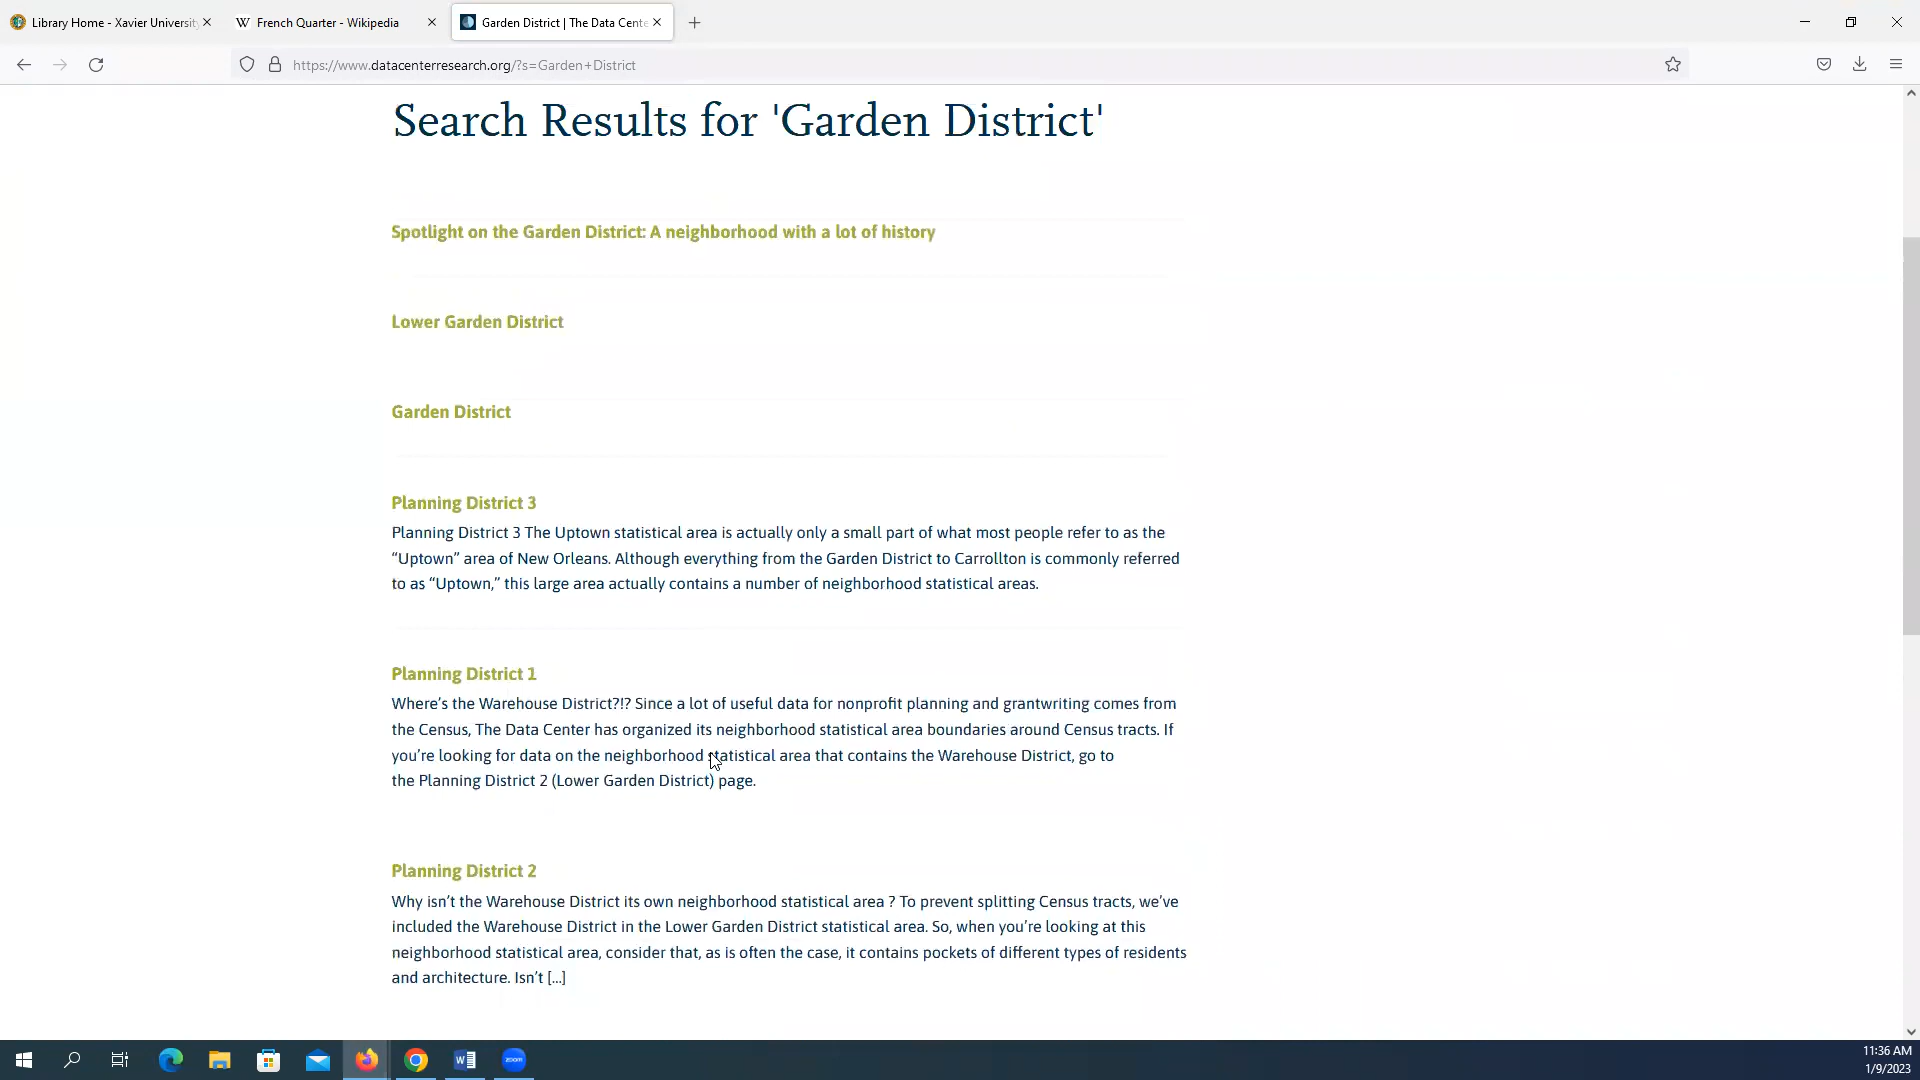 Library Home - Xavier University
French Quarter - Wikipedia
Garden District | The Data Cente
https://www.datacenterresearch.org/?s=Garden+District
Search Results for 'Garden District'
Spotlight on the Garden District: A neighborhood with a lot of history
Lower Garden District
Garden District
Planning District 3
Planning District 3 The Uptown statistical area is actually only a small part of what most people refer to as the
“Uptown” area of New Orleans. Although everything from the Garden District to Carrollton is commonly referred
to as “Uptown,” this large area actually contains a number of neighborhood statistical areas.
Planning District 1
Where’s the Warehouse District?!? Since a lot of useful data for nonprofit planning and grantwriting comes from
the Census, The Data Center has organized its neighborhood statistical area boundaries around Census tracts. If
you’re looking for data on the neighborhood statistical area that contains the Warehouse District, go to
the Planning District 2 (Lower Garden District) page.
Planning District 2
Why isn’t the Warehouse District its own neighborhood statistical area ? To prevent splitting Census tracts, we’ve
included the Warehouse District in the Lower Garden District statistical area. So, when you’re looking at this
neighborhood statistical area, consider that, as is often the case, it contains pockets of different types of residents
and architecture. Isn’t [...]
zoom
11:36 AM
1/9/2023